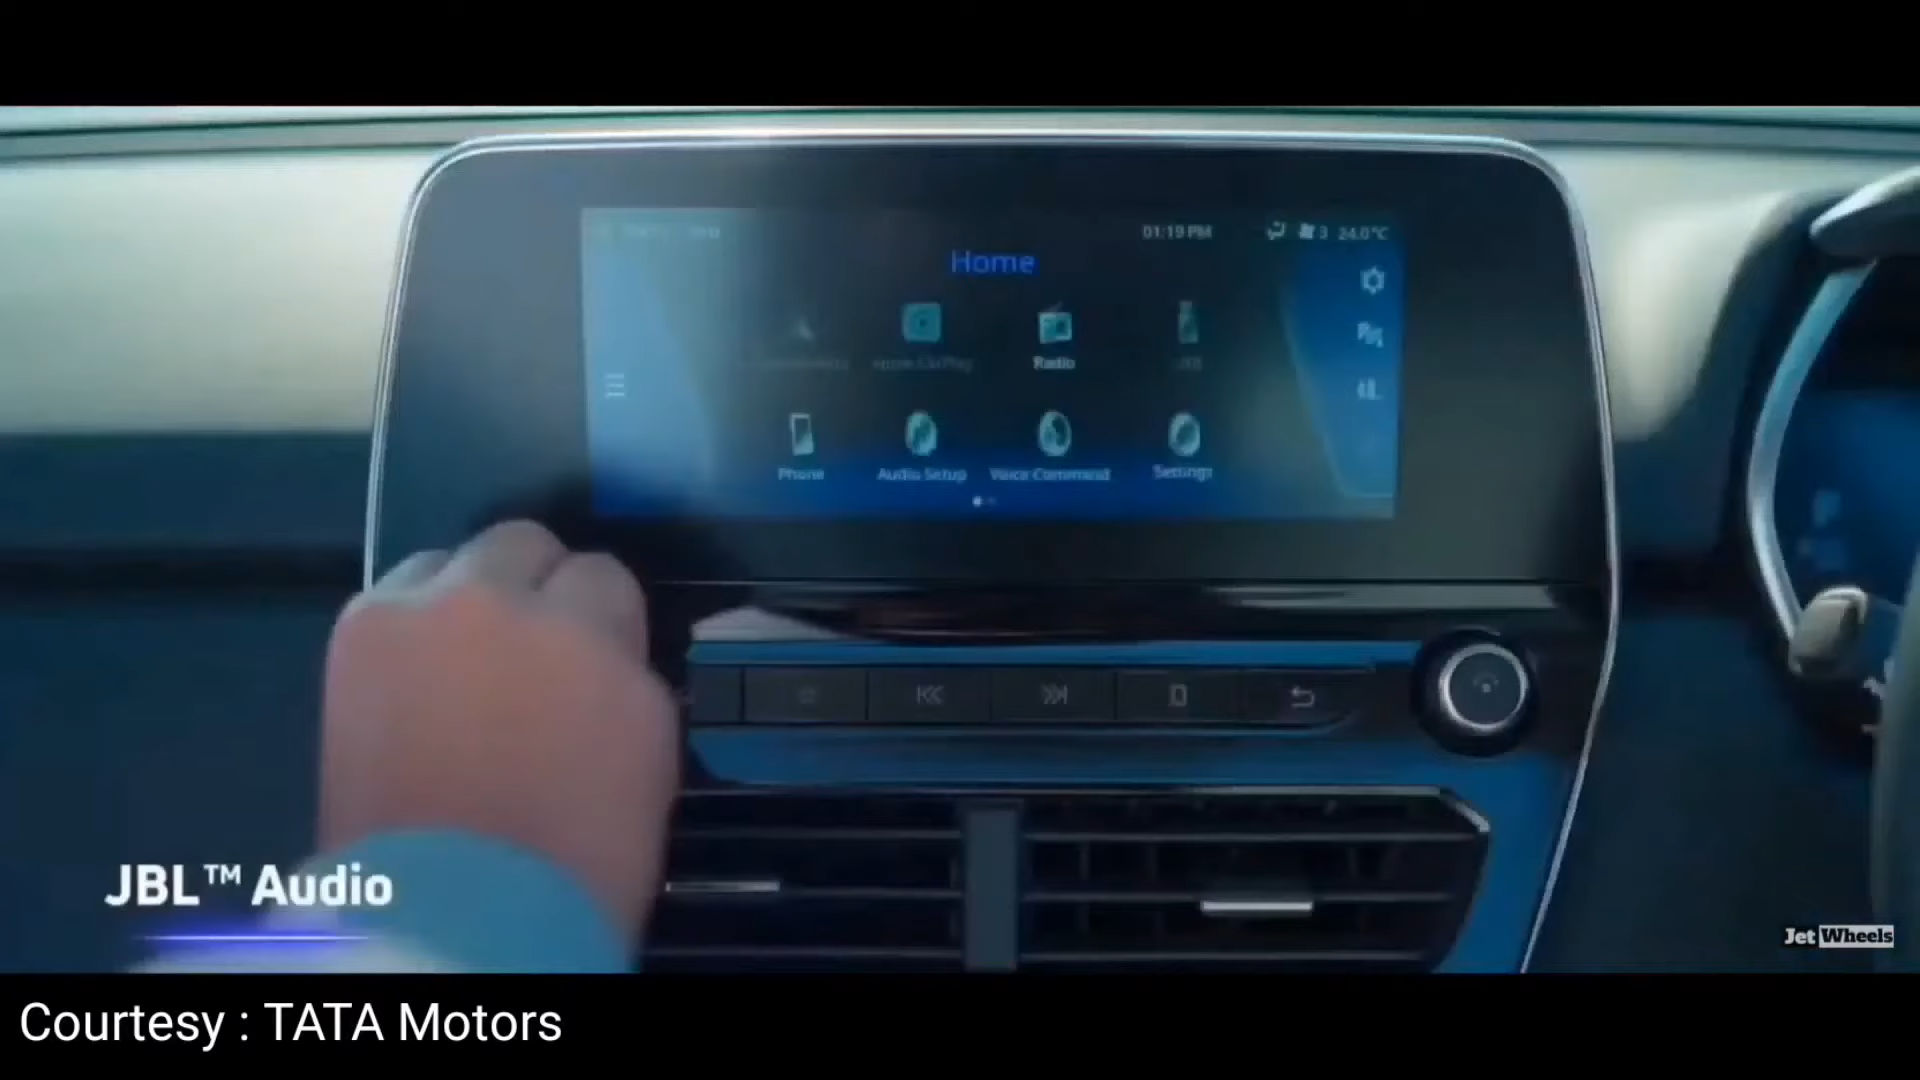 01:19 PM 3 24.0°C
Home
Radio
Phone Audio Setup Voice Command Settings
JBL™ Audio
Jet Wheels
Courtesy : TATA Motors